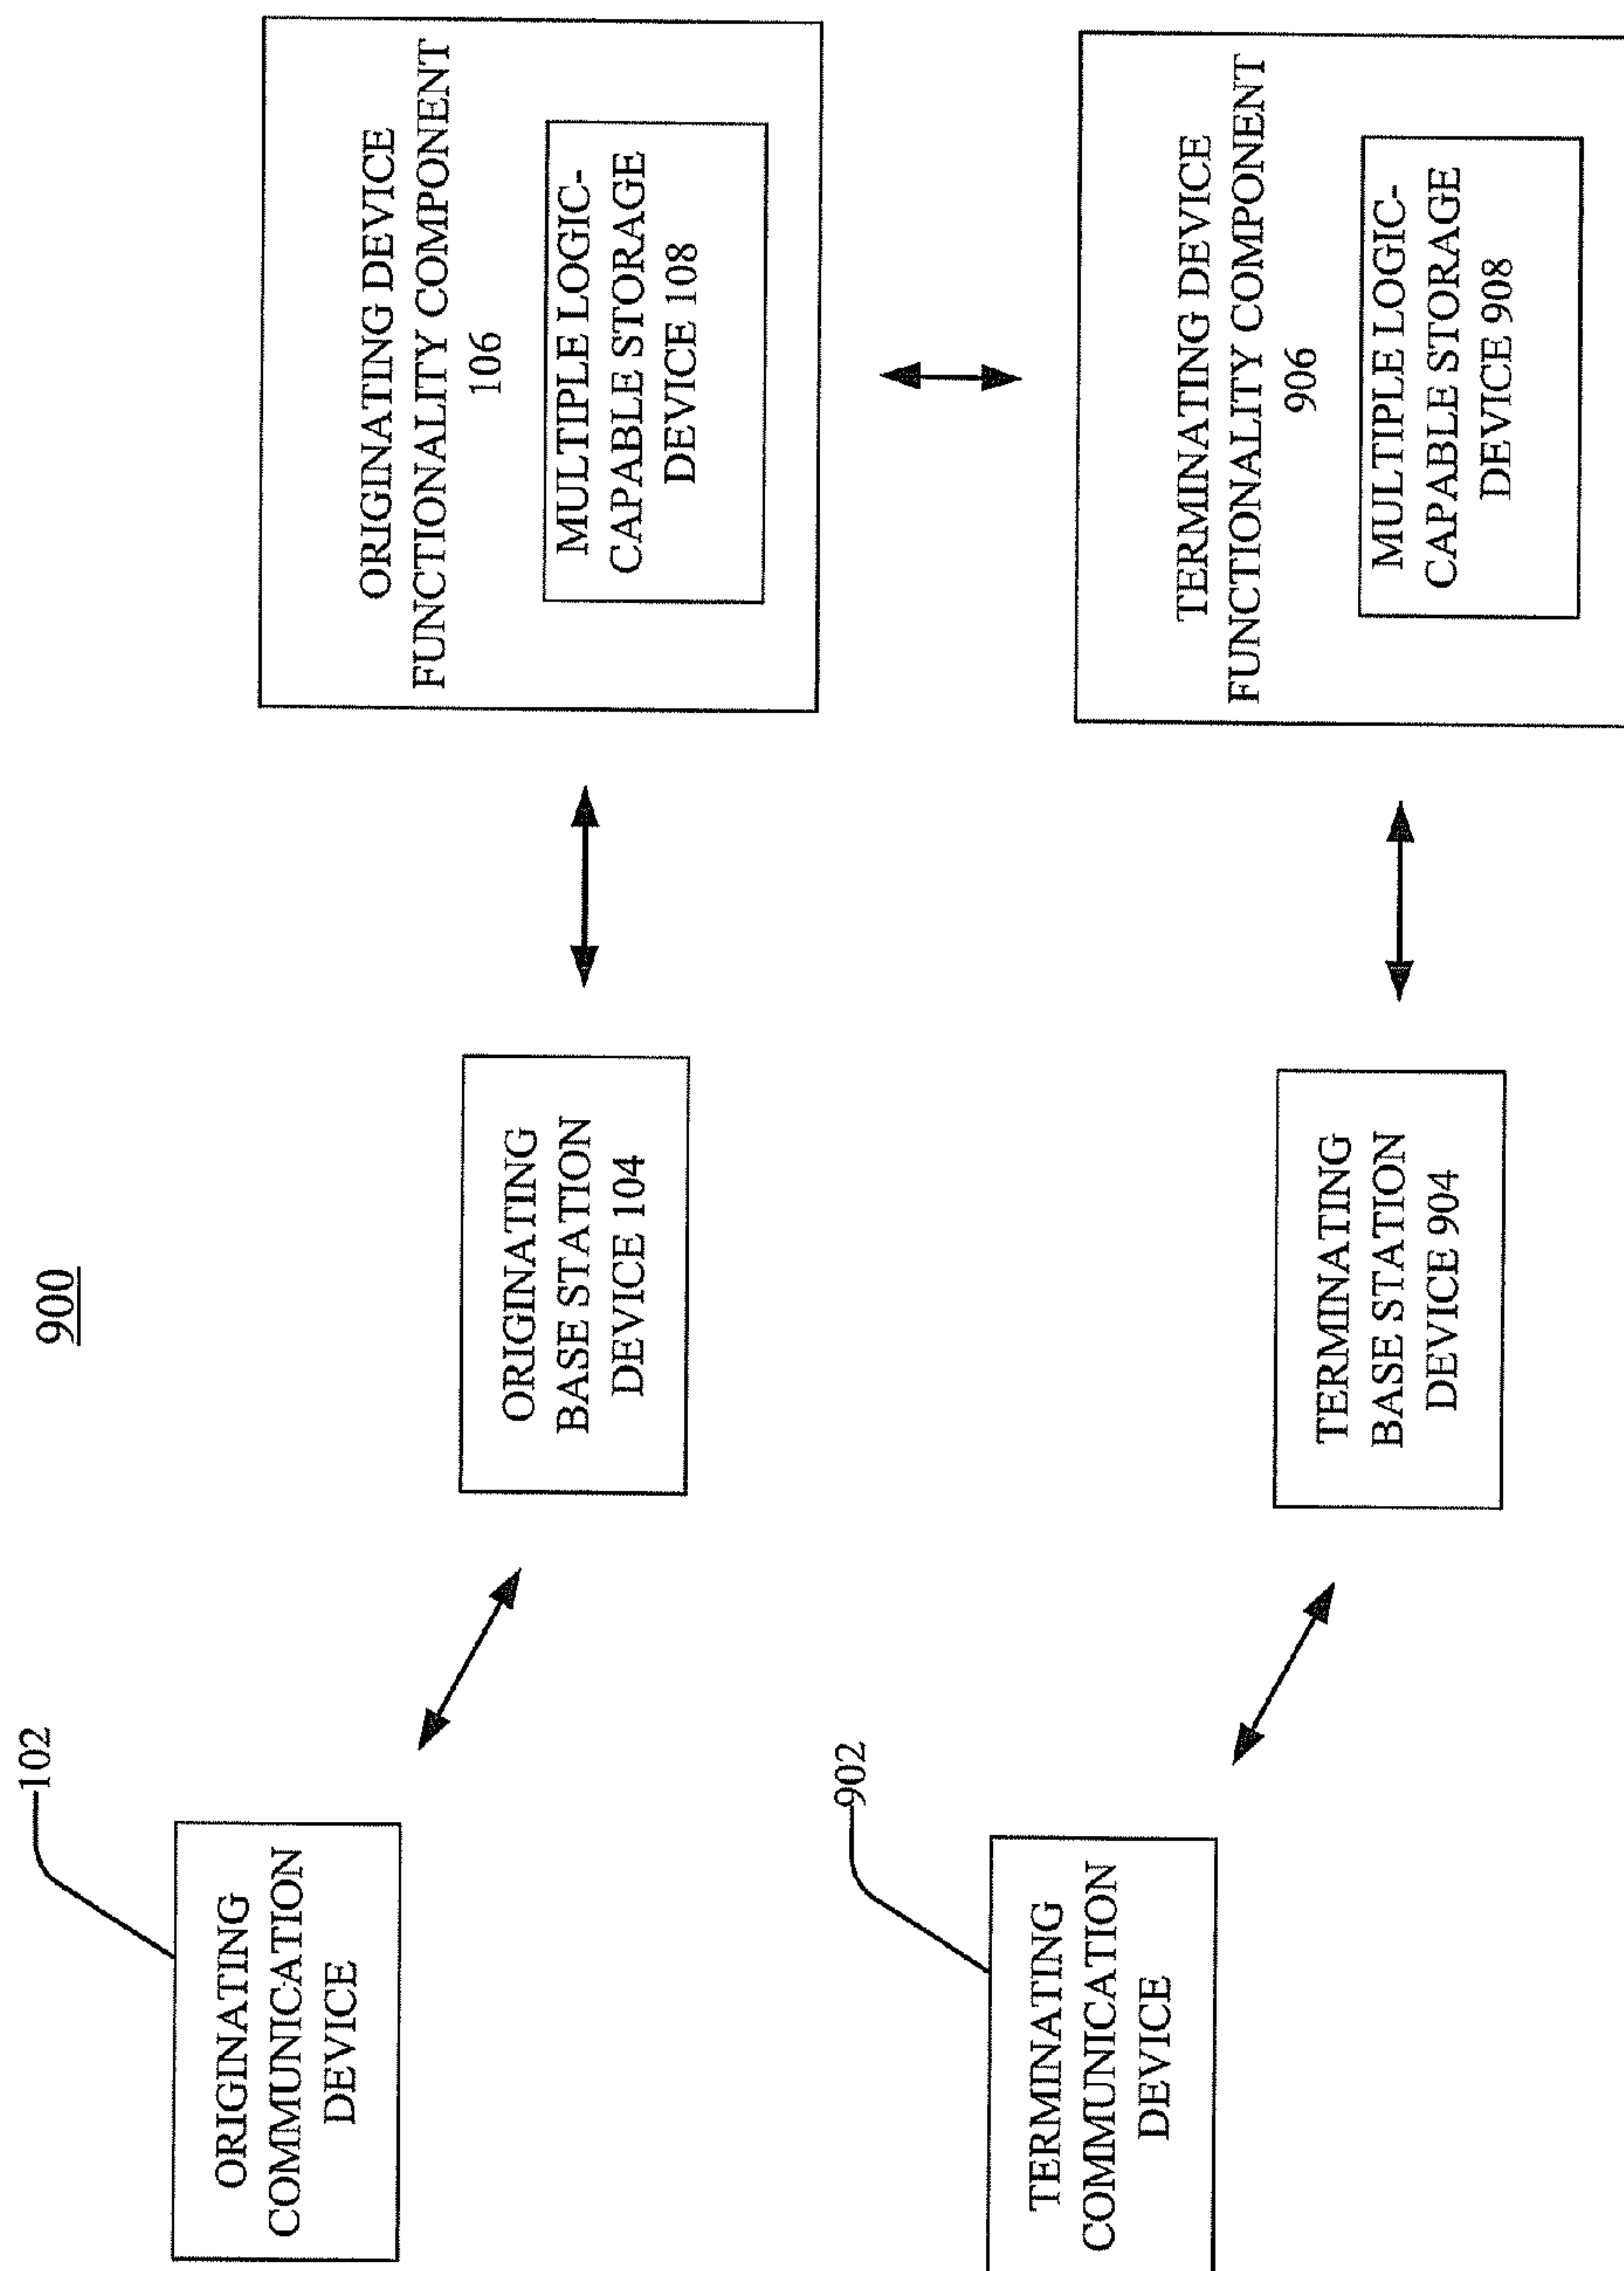 900
102
ORIGINATING
COMMUNICATION
DEVICE
ORIGINATING
BASE STATION
DEVICE 104
ORIGINATING DEVICE
FUNCTIONALITY COMPONENT
106
MULTIPLE LOGIC-
CAPABLE STORAGE
DEVICE 108
902
TERMINATING
COMMUNICATION
DEVICE
TERMINATING
BASE STATION
DEVICE 904
TERMINATING DEVICE
FUNCTIONALITY COMPONENT
906
MULTIPLE LOGIC-
CAPABLE STORAGE
DEVICE 908